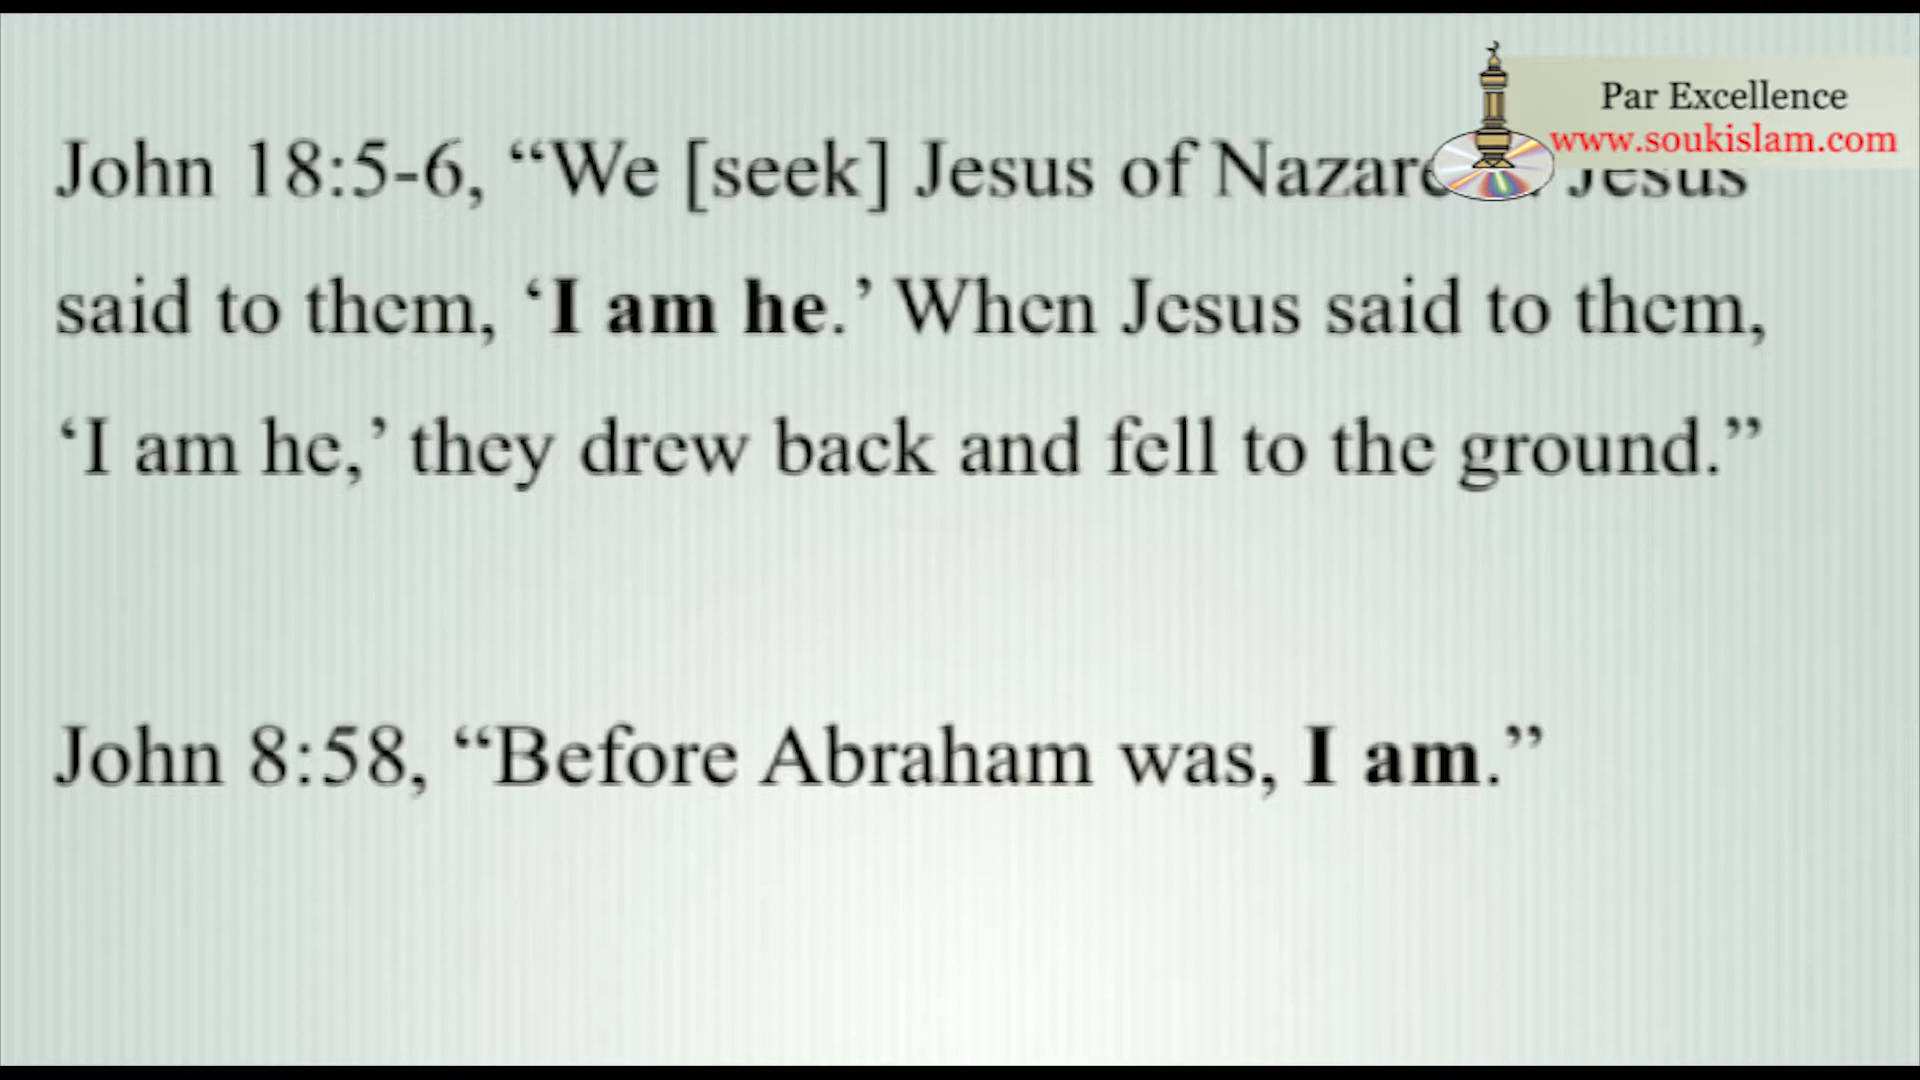 Par Excellence
www.soukislam.com
John 18:5-6, “We [seek] Jesus of Jesus
said to them, ‘I am he.’ When Jesus said to them,
‘I am he,’ they drew back and fell to the ground.”
John 8:58, “Before Abraham was, I am.”